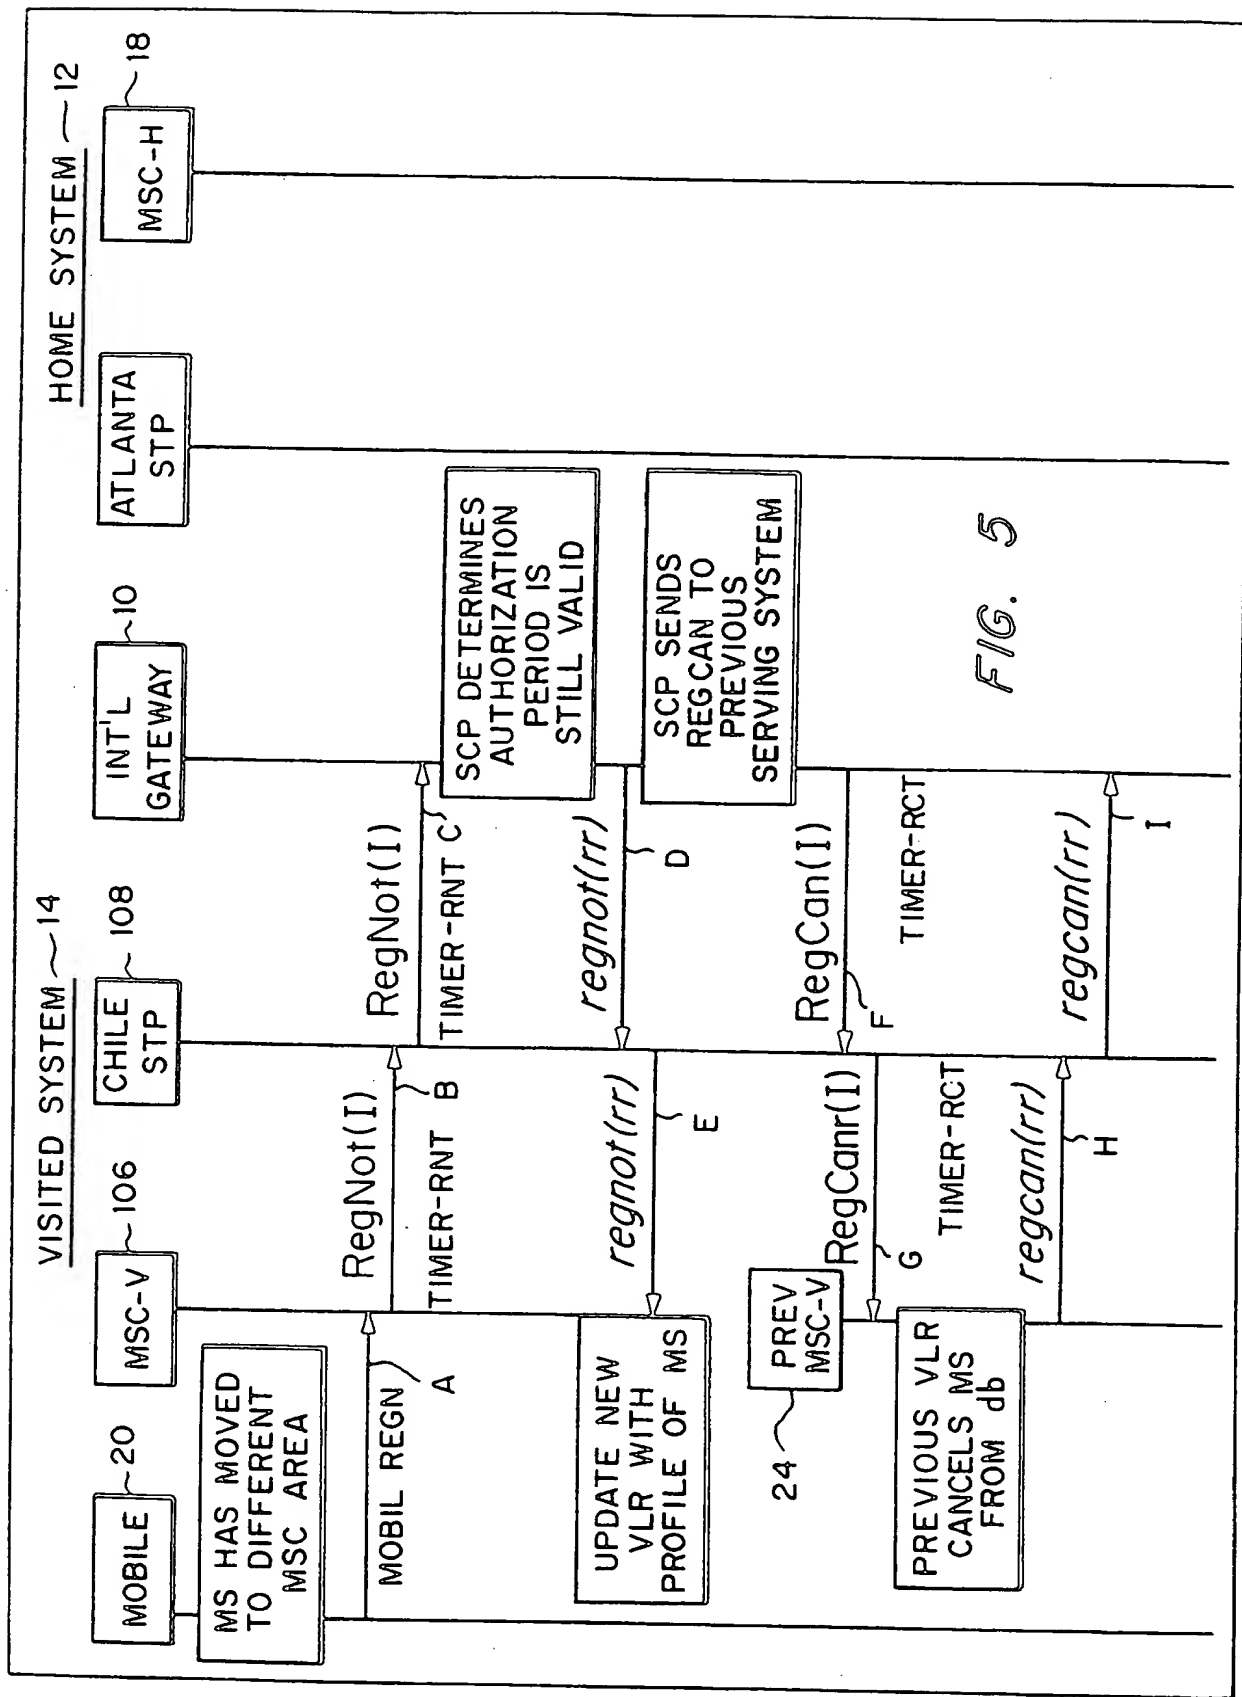 VISITED SYSTEM 14
HOME SYSTEM 12
20
106
108
10
18
MOBILE
MSC-V
CHILE
STP
INT'L
GATEWAY
ATLANTA
STP
MSC-H
MS HAS MOVED
TO DIFFERENT
MSC AREA
MOBIL REGN
A
RegNot(I)
TIMER-RNT
B
RegNot(I)
TIMER-RNT C'
SCP DETERMINES
AUTHORIZATION
PERIOD IS
STILL VALID
regnot(rr)
D
regnot(rr)
E
UPDATE NEW
VLR WITH
PROFILE OF MS
SCP SENDS
REGCAN TO
PREVIOUS
SERVING SYSTEM
RegCan(I)
F
TIMER-RCT
24
PREV
MSC-V
RegCanr(I)
G
TIMER-RCT
PREVIOUS VLR
CANCELS MS
FROM db
regcan(rr)
H
regcan(rr)
I
FIG. 5